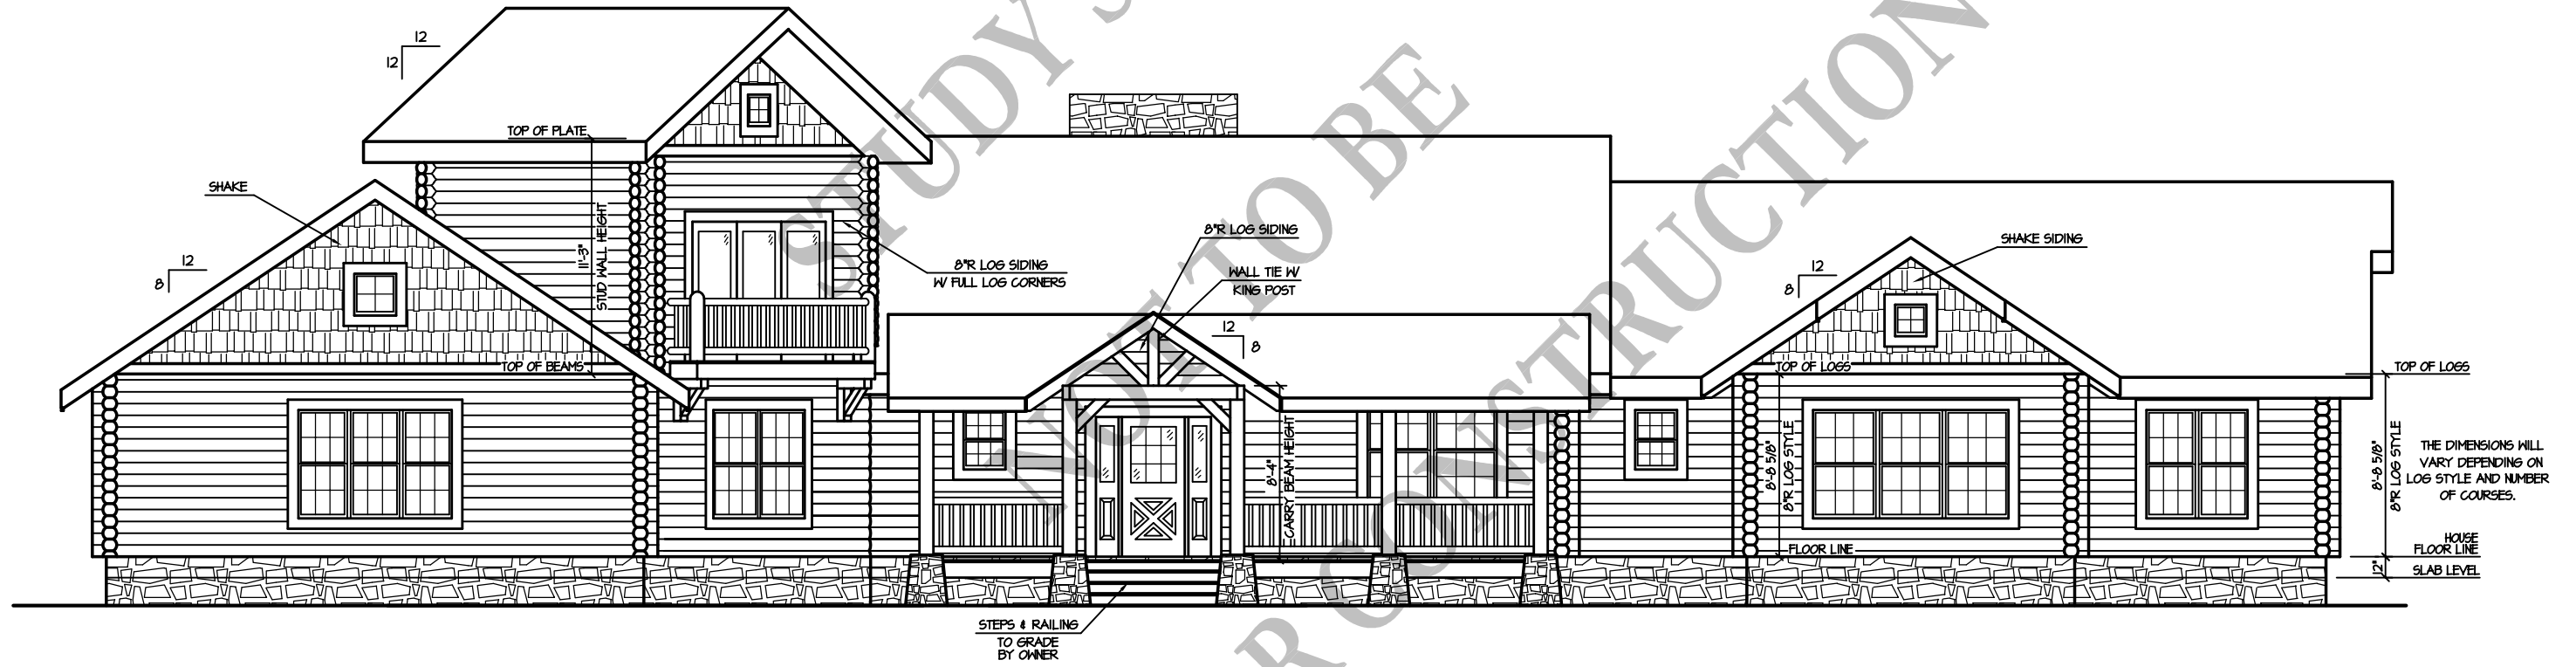 STUDY
NOT TO BE
CONSTRUCTION
12
12
TOP OF PLATE
SHAKE
12
8
11'-3"
STUD WALL HEIGHT
TOP OF BEAMS
8"R LOG SIDING
W/ FULL LOG CORNERS
8"R LOG SIDING
WALL TIE W/
KING POST
12
8
8'-4"
CARRY BEAM HEIGHT
STEPS & RAILING
TO GRADE
BY OWNER
SHAKE SIDING
12
8
TOP OF LOGS
8'-8 5/8"
8"R LOG STYLE
FLOOR LINE
TOP OF LOGS
8'-8 5/8"
8"R LOG STYLE
THE DIMENSIONS WILL
VARY DEPENDING ON
LOG STYLE AND NUMBER
OF COURSES.
HOUSE
FLOOR LINE
12"
SLAB LEVEL